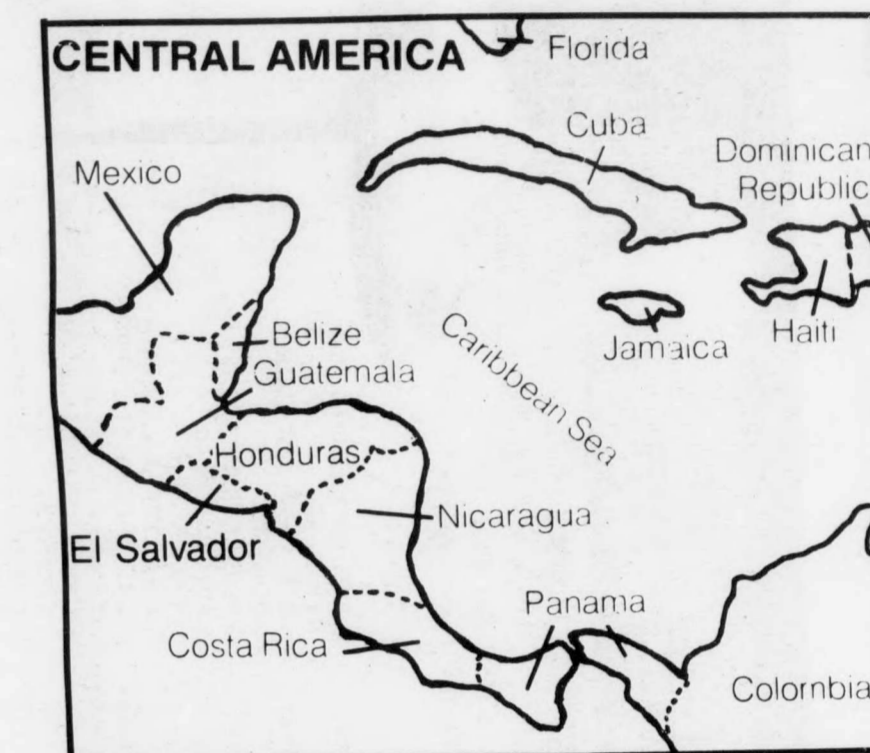 CENTRAL AMERICA
Florida
Cuba
Mexico
Dominican
Republic
Belize
Guatemala
Caribbean Sea
Jamaica
Haiti
Honduras
Nicaragua
El Salvador
Panama
Costa Rica
Colombia